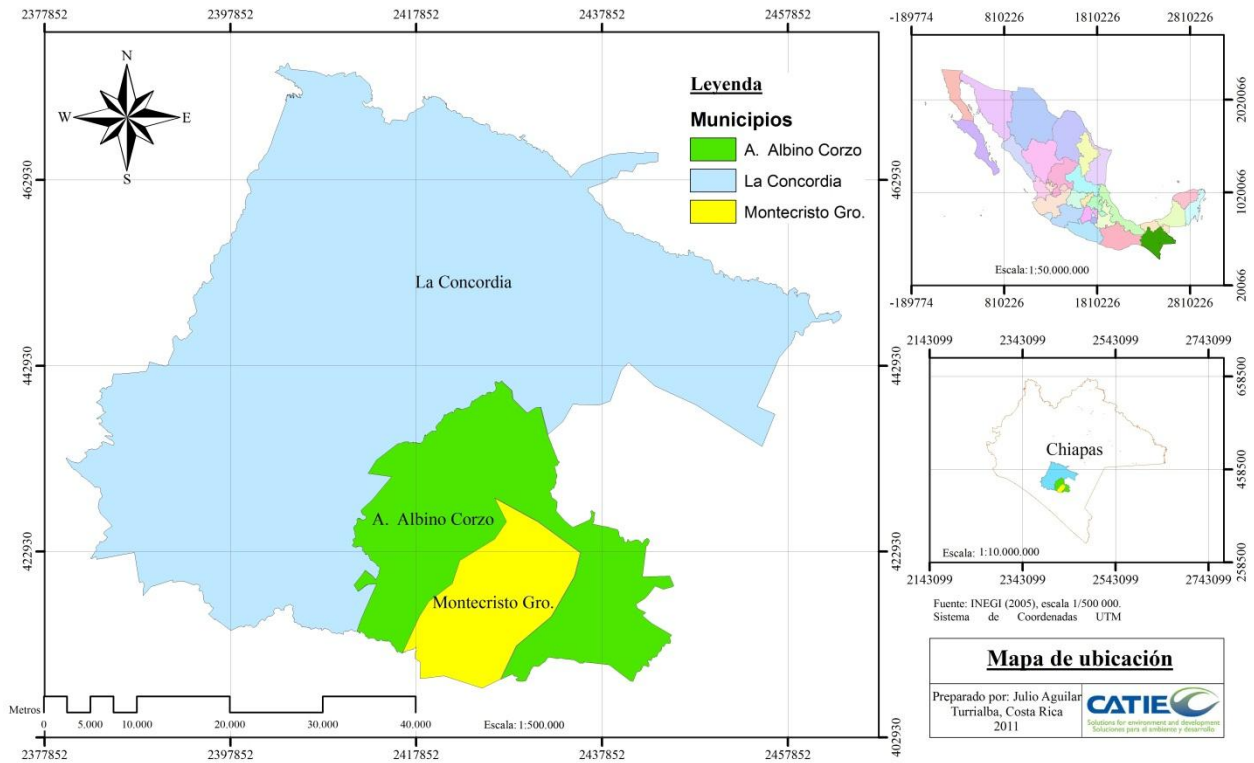 2377852 2397852 2417852 2437852 2457852
N
W E
S
Leyenda
Municipios
A. Albino Corzo
La Concordia
Montecristo Gro.
462930
462930
La Concordia
442930
442930
A. Albino Corzo
422930
422930
Montecristo Gro.
Metros
0 5,000 10,000 20,000 30,000 40,000
Escala:1:500,000
402930
2377852 2397852 2417852 2437852 2457852
-189774 810226 1810226 2810226
2020066
1020066
20066
Escala:1:50.000.000
-189774 810226 1810226 2810226
2143099 2343099 2543099 2743099
658500
458500
258500
Chiapas
Escala: 1:10.000.000
2143099 2343099 2543099 2743099
Fuente: INEGI (2005), escala 1/500 000.
Sistema de Coordenadas UTM
Mapa de ubicación
Preparado por: Julio Aguilar
Turrialba, Costa Rica
2011
CATIE
Solutions for environment and development
Soluciones para el ambiente y desarrollo